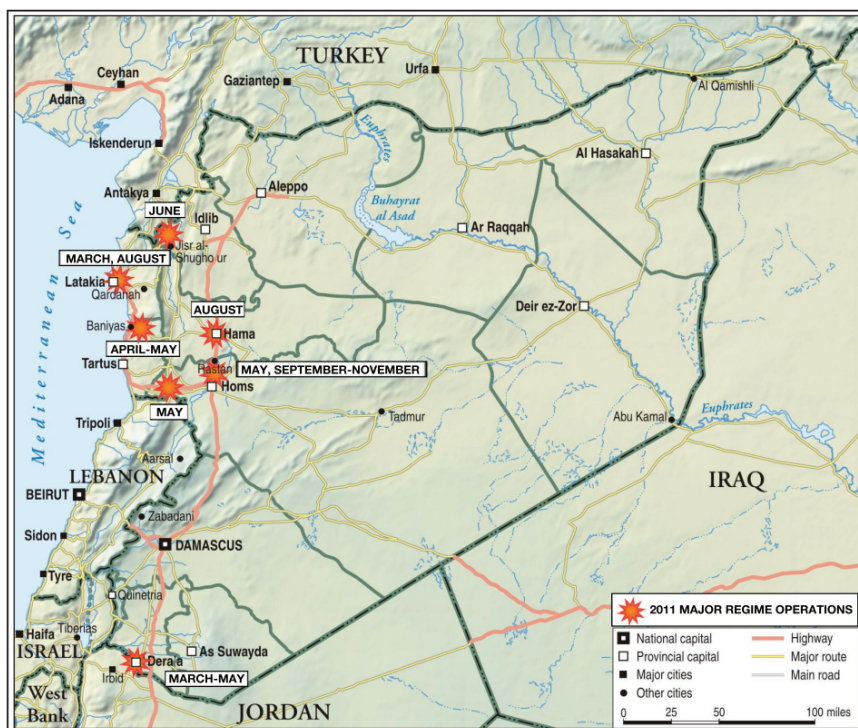 TURKEY
Ceyhan
Adana
Gaziantep
Urfa
Al Qamishli
Iskenderun
Euphrates
Al Hasakah
Antakya
Aleppo
JUNE
Idlib
Buhayrat
al Asad
Ar Raqqah
Jisr al-
Shugho ur
Mediterranean Sea
MARCH, AUGUST
Latakia
Qardahah
AUGUST
Deir ez-Zor
Baniyas
Hama
APRIL-MAY
Tartus
Rastan
MAY, SEPTEMBER-NOVEMBER
Homs
MAY
Tadmur
Abu Kamal
Euphrates
Tripoli
Aarsal
LEBANON
IRAQ
BEIRUT
Zabadani
Sidon
DAMASCUS
Tyre
Quinetria
Haifa
Tiberias
ISRAEL
As Suwayda
Dera'a
Irbid
MARCH-MAY
West
Bank
JORDAN
2011 MAJOR REGIME OPERATIONS
National capital
Highway
Provincial capital
Major route
Major cities
Main road
Other cities
0 25 50 100 miles